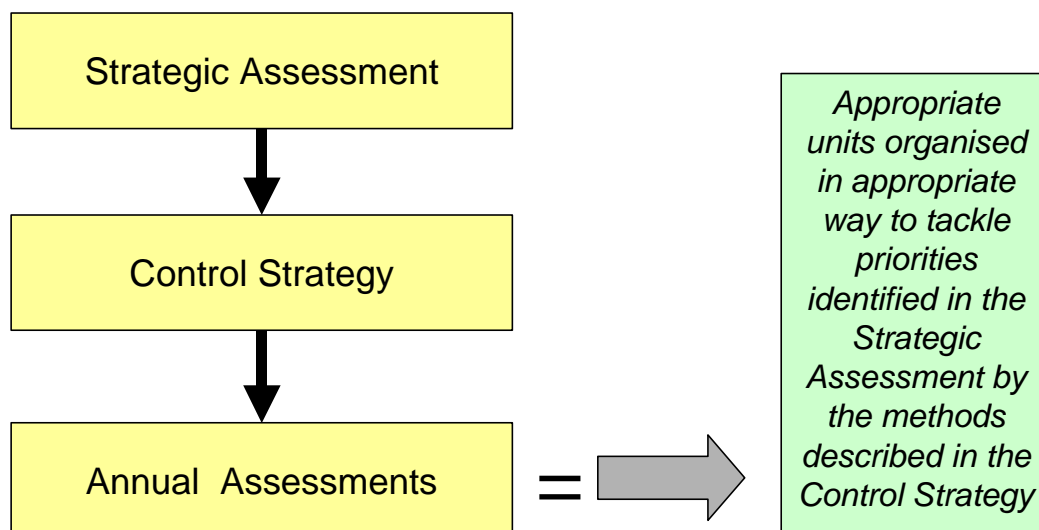 Strategic Assessment
Control Strategy
Annual Assessments
=
Appropriate
units organised
in appropriate
way to tackle
priorities
identified in the
Strategic
Assessment by
the methods
described in the
Control Strategy